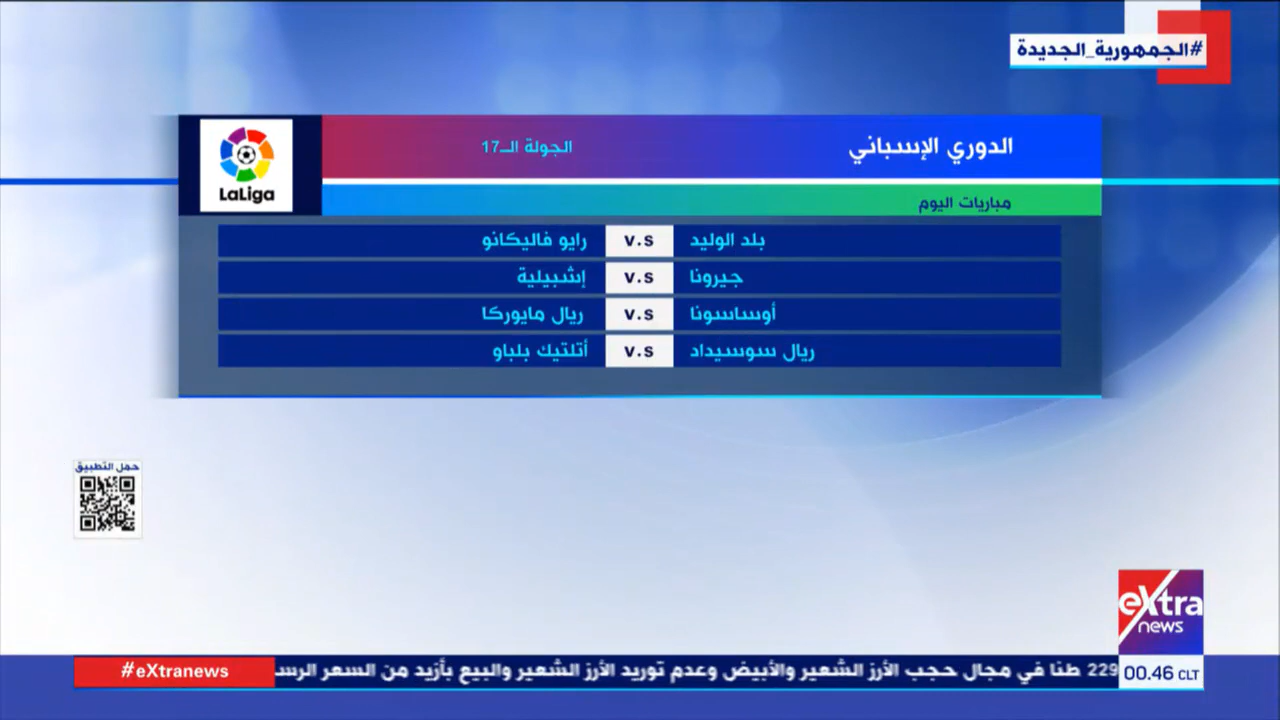 #الجمهورية_الجديدة
الدوري الإسباني
الجولة الـ17
LaLiga
مباريات اليوم
بلد الوليد v.s رايو فاليكانو
جيرونا v.s إشبيلية
أوساسونا v.s ريال مايوركا
ريال سوسيداد v.s أتلتيك بلباو
حمل التطبيق
eXtra
news
#eXtranews
229 طنا في مجال حجب الأرز الشعير والأبيض وعدم توريد الأرز الشعير والبيع بأزيد من السعر
00.46 CLT